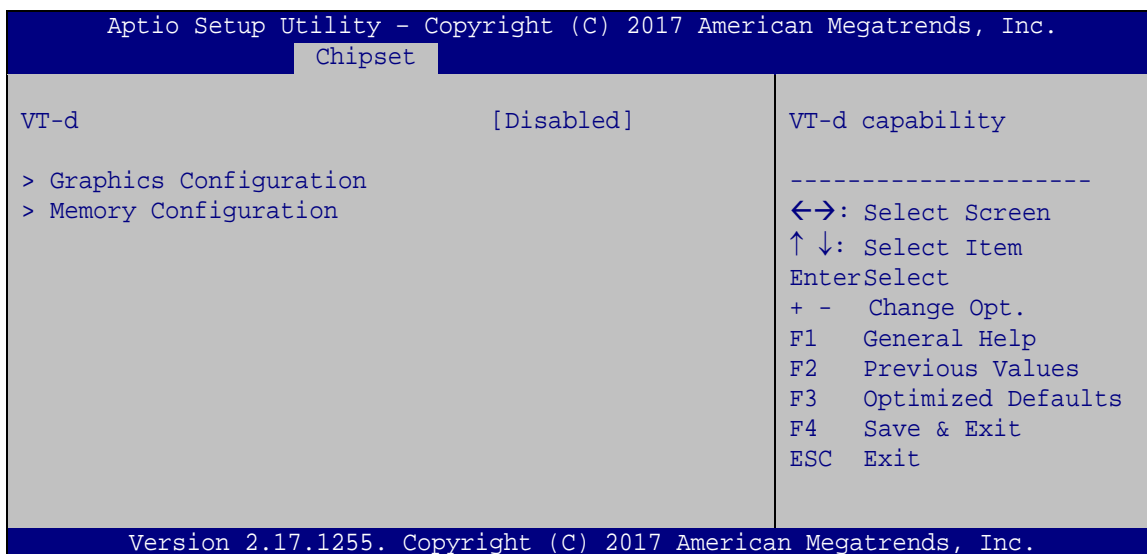 Aptio Setup Utility – Copyright (C) 2017 American Megatrends, Inc.
Chipset
VT-d [Disabled]
> Graphics Configuration
> Memory Configuration
VT-d capability
----------------------
←→: Select Screen
↑ ↓: Select Item
EnterSelect
+ - Change Opt.
F1 General Help
F2 Previous Values
F3 Optimized Defaults
F4 Save & Exit
ESC Exit
Version 2.17.1255. Copyright (C) 2017 American Megatrends, Inc.